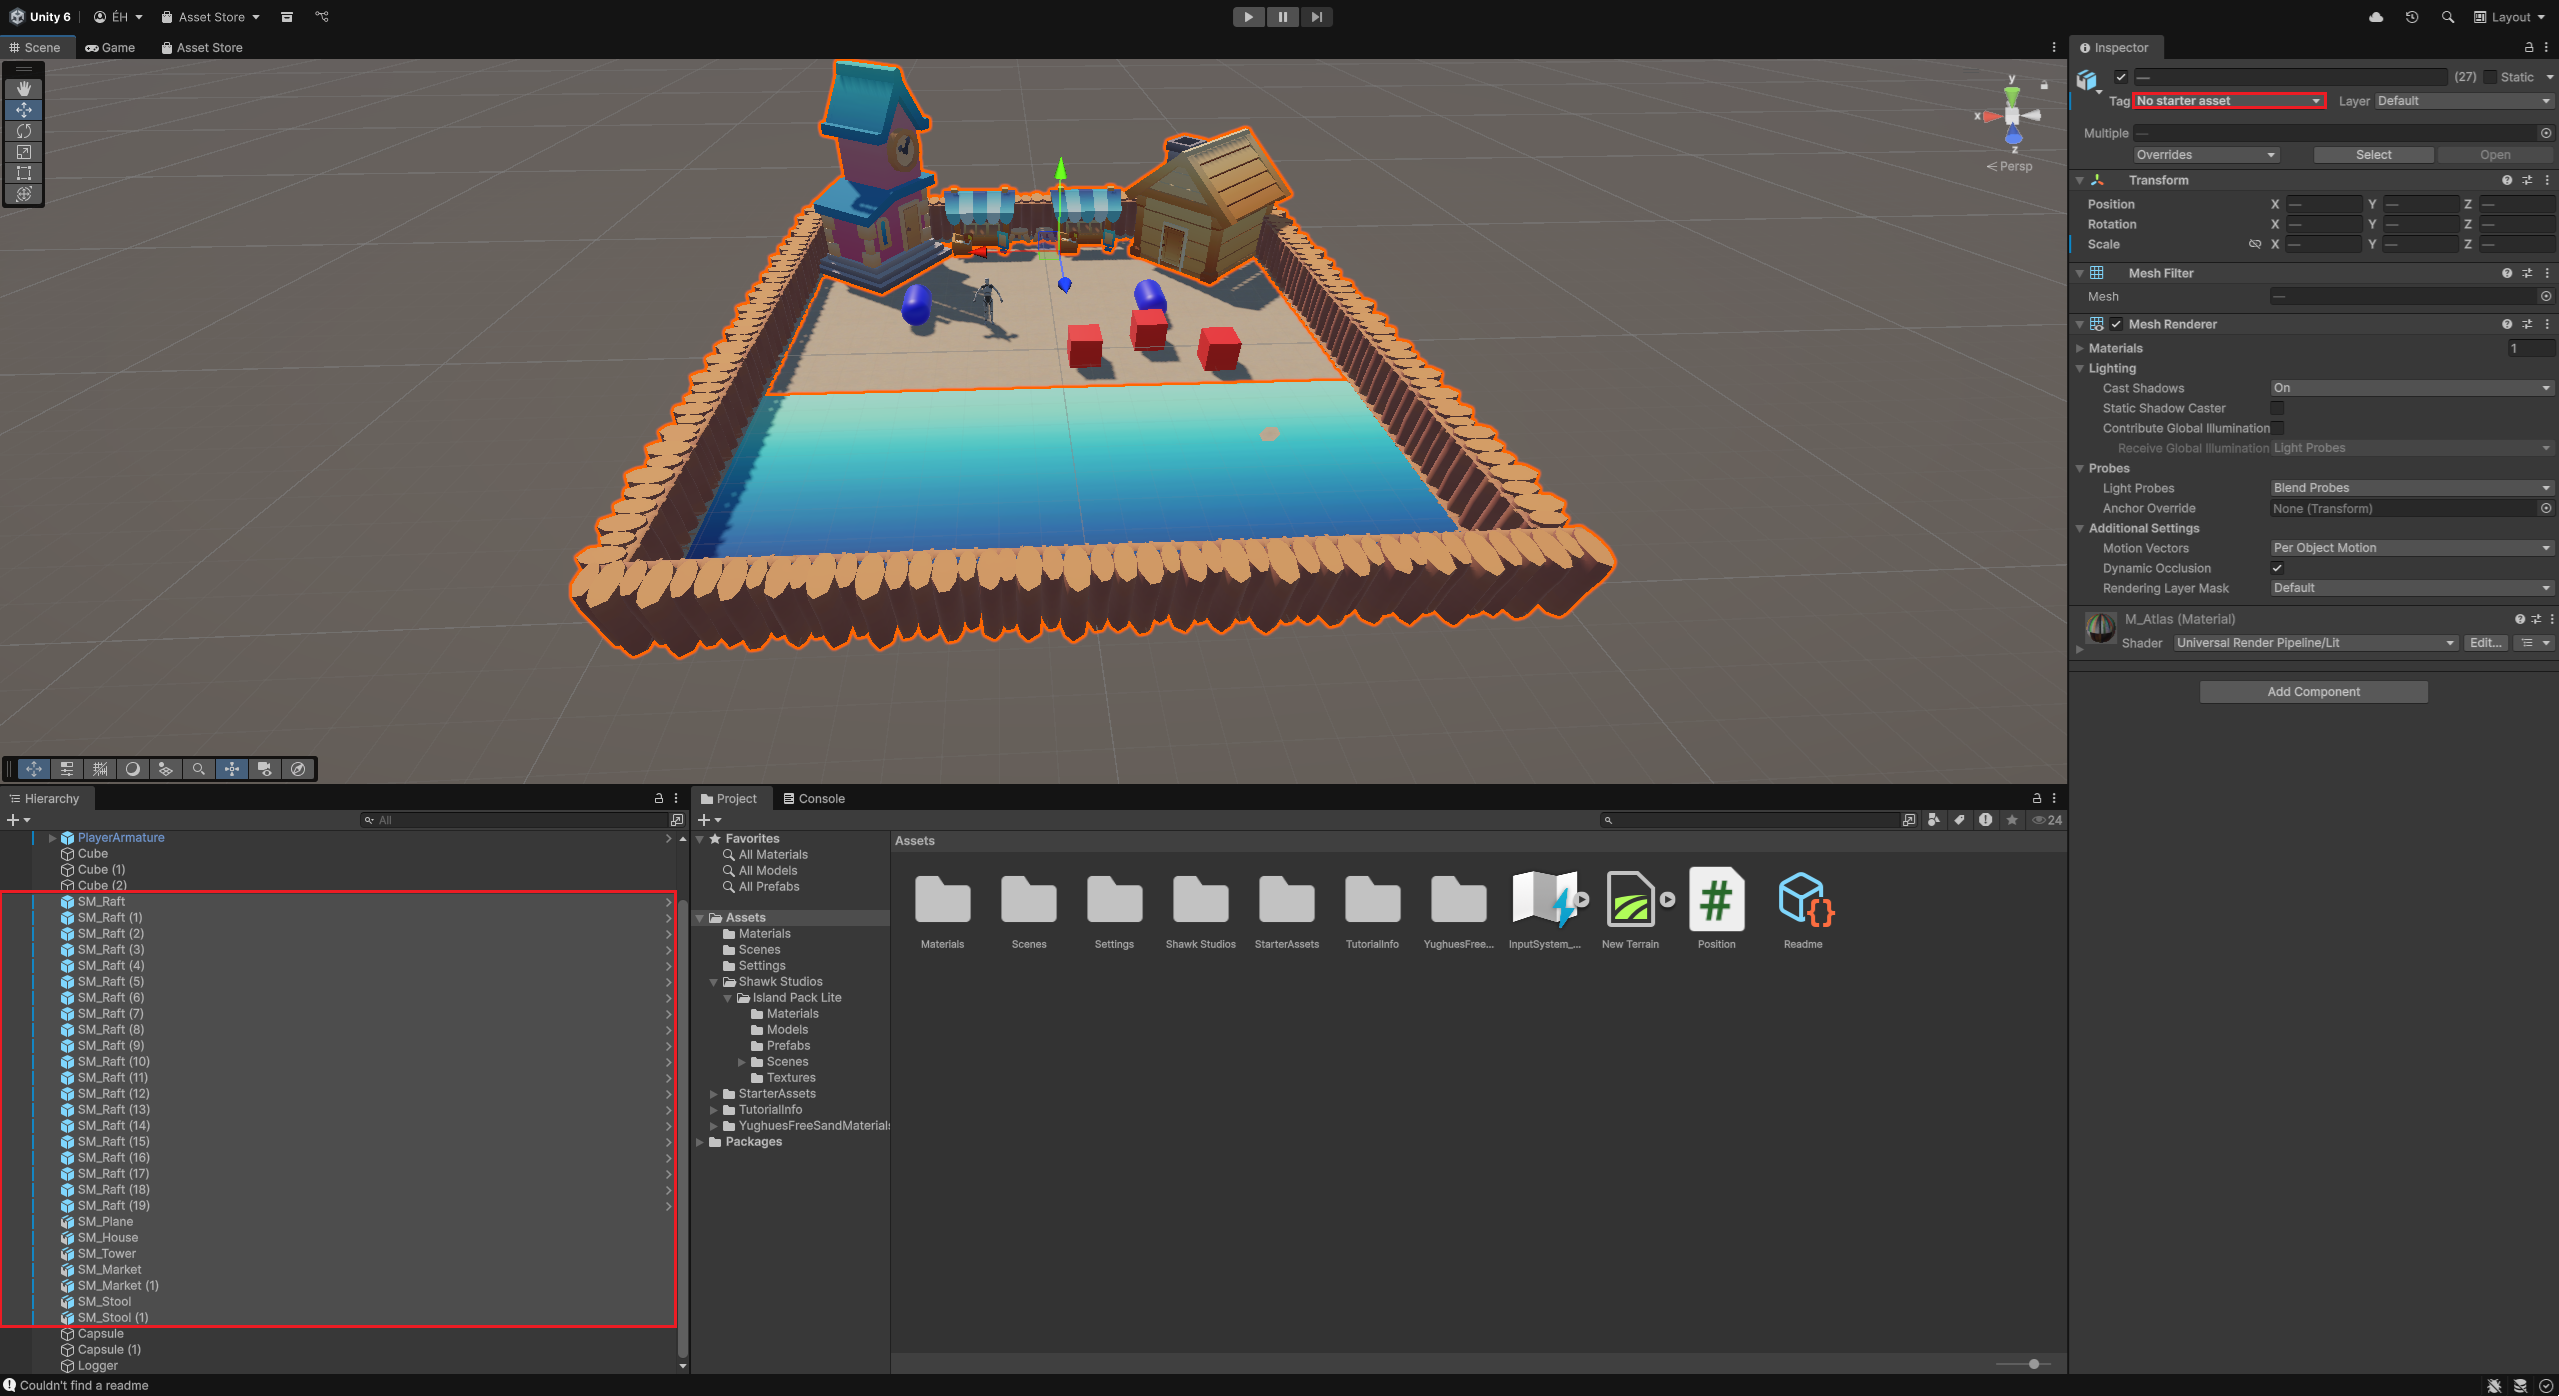 Unity 6 ÉH Asset Store Layout
Scene Game Asset Store
Inspector
— (27) Static
Tag No starter asset Layer Default
Multiple —
Overrides Select Open
Transform
Position X — Y — Z —
Rotation X — Y — Z —
Scale X — Y — Z —
Mesh Filter
Mesh —
Mesh Renderer
Materials 1
Lighting
Cast Shadows On
Static Shadow Caster
Contribute Global Illumination
Receive Global Illumination Light Probes
Probes
Light Probes Blend Probes
Anchor Override None (Transform)
Additional Settings
Motion Vectors Per Object Motion
Dynamic Occlusion
Rendering Layer Mask Default
M_Atlas (Material)
Shader Universal Render Pipeline/Lit Edit...
Add Component
y
x
z
Persp
Hierarchy
All
PlayerArmature
Cube
Cube (1)
Cube (2)
SM_Raft
SM_Raft (1)
SM_Raft (2)
SM_Raft (3)
SM_Raft (4)
SM_Raft (5)
SM_Raft (6)
SM_Raft (7)
SM_Raft (8)
SM_Raft (9)
SM_Raft (10)
SM_Raft (11)
SM_Raft (12)
SM_Raft (13)
SM_Raft (14)
SM_Raft (15)
SM_Raft (16)
SM_Raft (17)
SM_Raft (18)
SM_Raft (19)
SM_Plane
SM_House
SM_Tower
SM_Market
SM_Market (1)
SM_Stool
SM_Stool (1)
Capsule
Capsule (1)
Logger
Project Console
24
Favorites
All Materials
All Models
All Prefabs
Assets
Materials
Scenes
Settings
Shawk Studios
Island Pack Lite
Materials
Models
Prefabs
Scenes
Textures
StarterAssets
TutorialInfo
YughuesFreeSandMaterials
Packages
Assets
Materials Scenes Settings Shawk Studios StarterAssets TutorialInfo YughuesFree... InputSystem_... New Terrain Position Readme
Couldn't find a readme